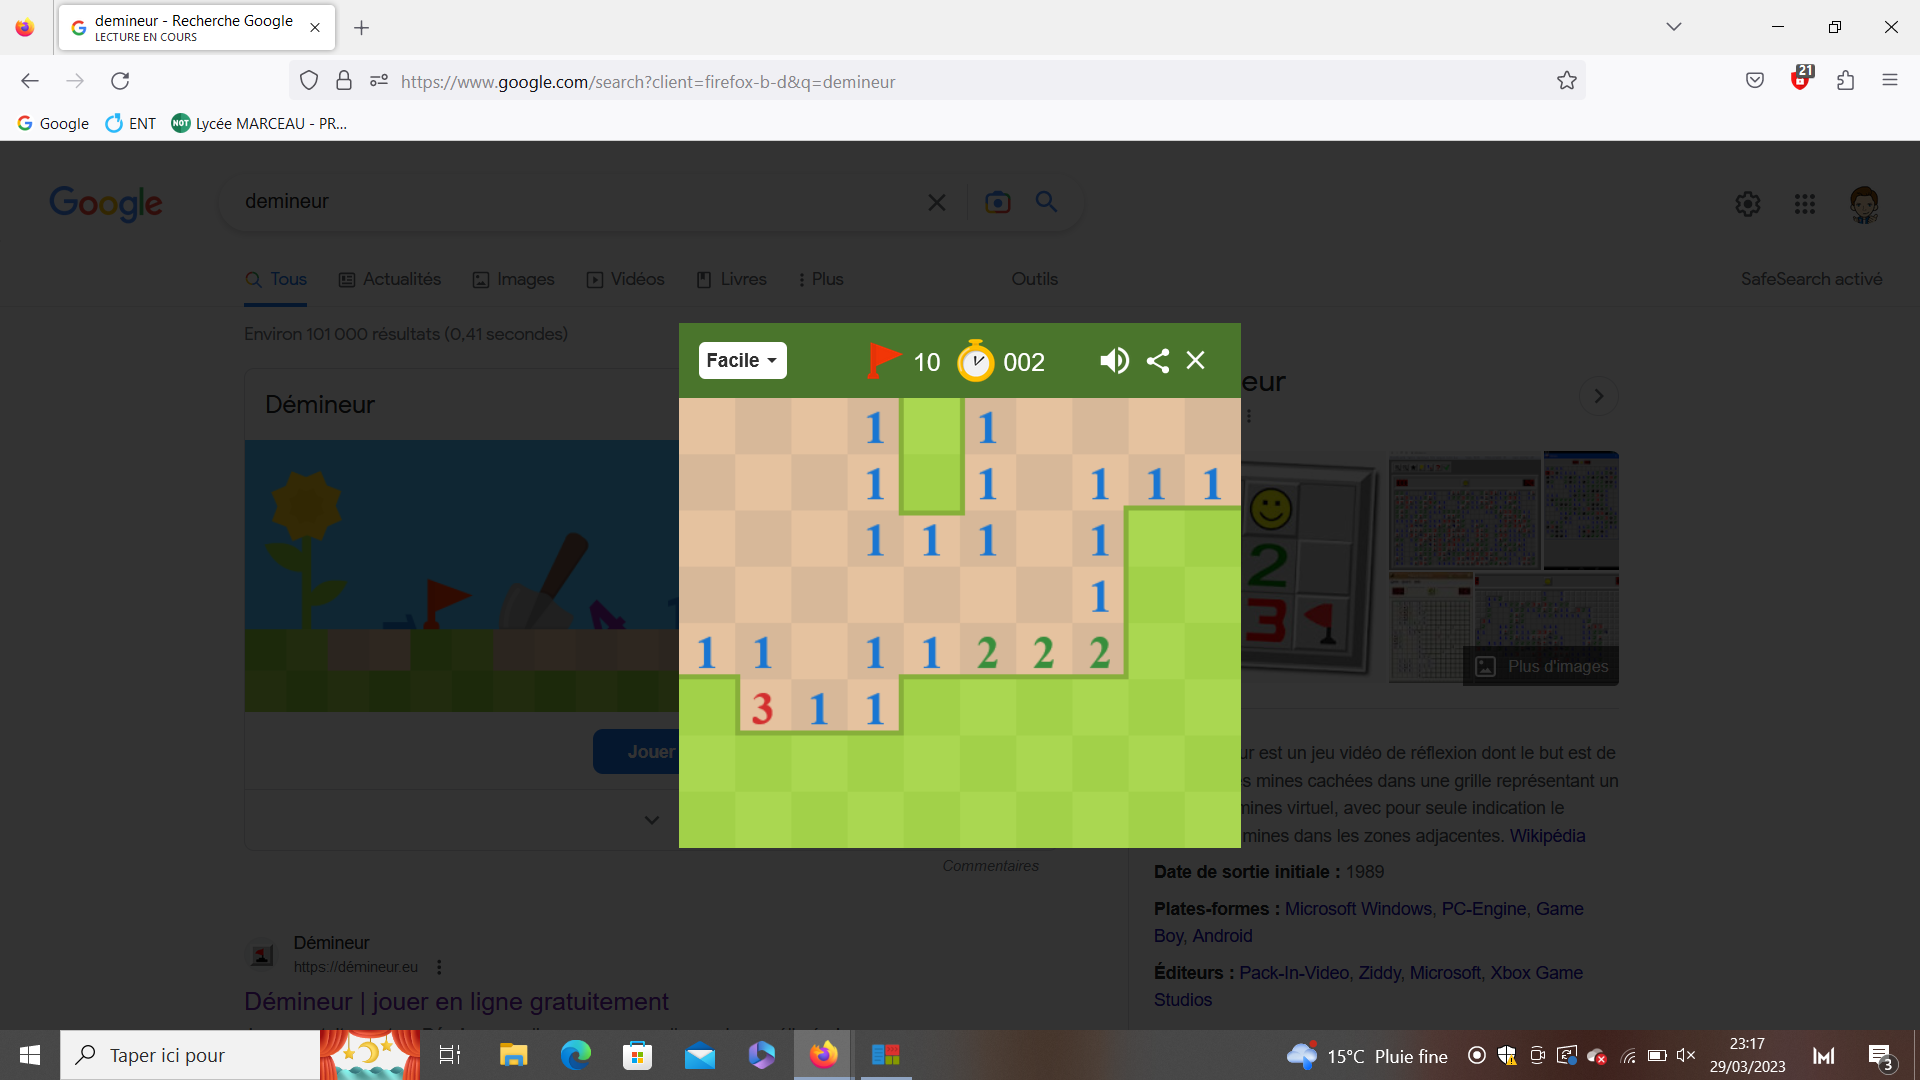 demineur - Recherche Google
LECTURE EN COURS
https://www.google.com/search?client=firefox-b-d&q=demineur
21
Google
ENT
NOT
Lycée MARCEAU - PR...
Google
demineur
Tous
Actualités
Images
Vidéos
Livres
Plus
Outils
SafeSearch activé
Environ 101 000 résultats (0,41 secondes)
Démineur
Jouer
Facile
10
002
1 1
1 1 1 1 1
1 1 1 1
1
1 1 1 1 2 2 2
3 1 1
eur
2
3
Plus d'images
ur est un jeu vidéo de réflexion dont le but est de
s mines cachées dans une grille représentant un
mines virtuel, avec pour seule indication le
mines dans les zones adjacentes. Wikipédia
Date de sortie initiale : 1989
Plates-formes : Microsoft Windows, PC-Engine, Game
Boy, Android
Éditeurs : Pack-In-Video, Ziddy, Microsoft, Xbox Game
Studios
Commentaires
Démineur
https://démineur.eu
Démineur | jouer en ligne gratuitement
Taper ici pour
15°C Pluie fine
23:17
29/03/2023
3